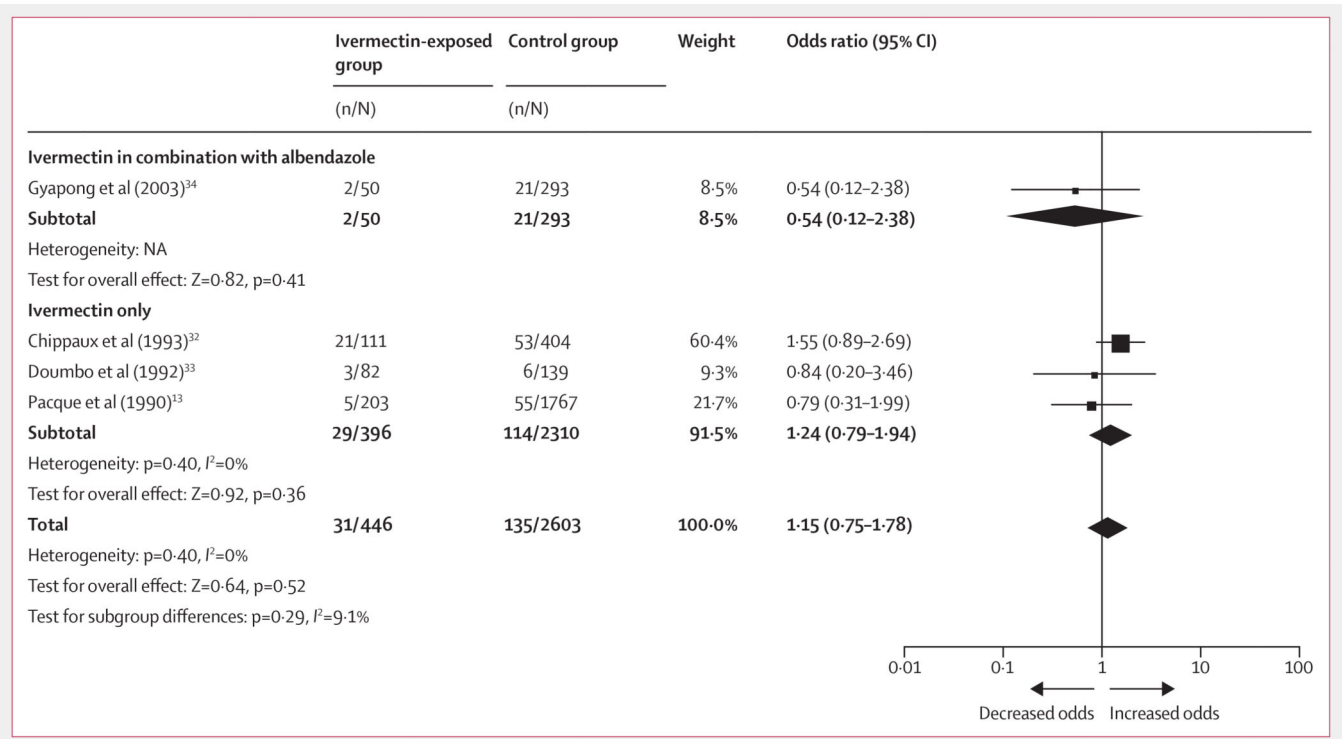 Ivermectin-exposed group Control group Weight Odds ratio (95% CI)
(n/N) (n/N)
Ivermectin in combination with albendazole
Gyapong et al (2003)³⁴ 2/50 21/293 8·5% 0·54 (0·12–2·38)
Subtotal 2/50 21/293 8·5% 0·54 (0·12–2·38)
Heterogeneity: NA
Test for overall effect: Z=0·82, p=0·41
Ivermectin only
Chippaux et al (1993)³² 21/111 53/404 60·4% 1·55 (0·89–2·69)
Doumbo et al (1992)³³ 3/82 6/139 9·3% 0·84 (0·20–3·46)
Pacque et al (1990)¹³ 5/203 55/1767 21·7% 0·79 (0·31–1·99)
Subtotal 29/396 114/2310 91·5% 1·24 (0·79–1·94)
Heterogeneity: p=0·40, I²=0%
Test for overall effect: Z=0·92, p=0·36
Total 31/446 135/2603 100·0% 1·15 (0·75–1·78)
Heterogeneity: p=0·40, I²=0%
Test for overall effect: Z=0·64, p=0·52
Test for subgroup differences: p=0·29, I²=9·1%
0·01 0·1 1 10 100
Decreased odds Increased odds